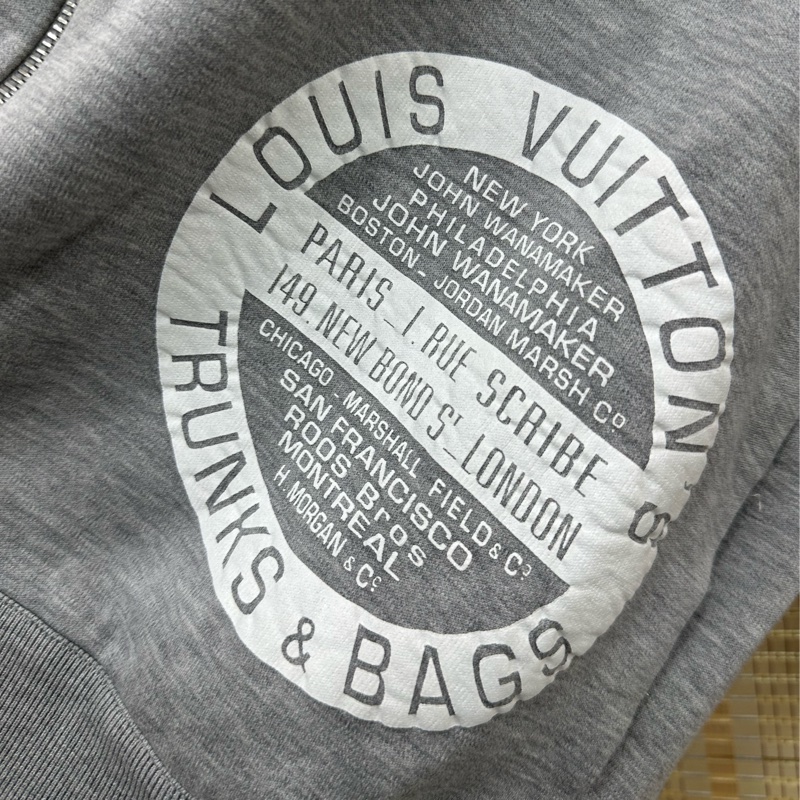 LOUIS VUITTON
NEW YORK
JOHN WANAMAKER
PHILADELPHIA
JOHN WANAMAKER
BOSTON - JORDAN MARSH Co
PARIS_1. RUE SCRIBE
149. NEW BOND St_LONDON
CHICAGO - MARSHALL FIELD & Co
SAN FRANCISCO
ROOS Bros
MONTREAL
H. MORGAN & Co
TRUNKS & BAGS